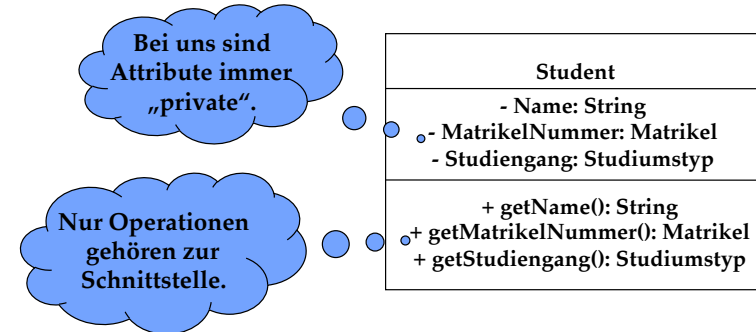 Bei uns sind
Attribute immer
„private“.
Student
- Name: String
- MatrikelNummer: Matrikel
- Studiengang: Studiumstyp
Nur Operationen
gehören zur
Schnittstelle.
+ getName(): String
+ getMatrikelNummer(): Matrikel
+ getStudiengang(): Studiumstyp